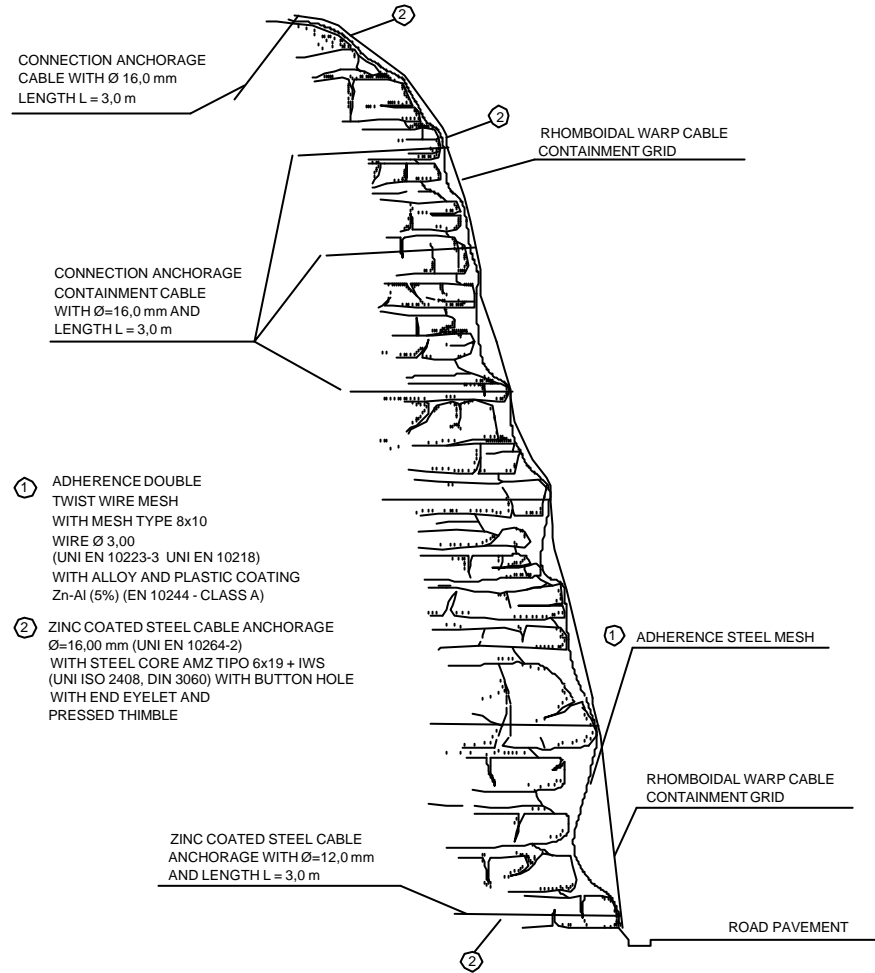 2
CONNECTION ANCHORAGE
CABLE WITH Ø 16,0 mm
LENGTH L = 3,0 m
2
RHOMBOIDAL WARP CABLE
CONTAINMENT GRID
CONNECTION ANCHORAGE
CONTAINMENT CABLE
WITH Ø=16,0 mm AND
LENGTH L = 3,0 m
1 ADHERENCE DOUBLE
TWIST WIRE MESH
WITH MESH TYPE 8x10
WIRE Ø 3,00
(UNI EN 10223-3 UNI EN 10218)
WITH ALLOY AND PLASTIC COATING
Zn-Al (5%) (EN 10244 - CLASS A)
2 ZINC COATED STEEL CABLE ANCHORAGE
Ø=16,00 mm (UNI EN 10264-2)
WITH STEEL CORE AMZ TIPO 6x19 + IWS
(UNI ISO 2408, DIN 3060) WITH BUTTON HOLE
WITH END EYELET AND
PRESSED THIMBLE
1 ADHERENCE STEEL MESH
RHOMBOIDAL WARP CABLE
CONTAINMENT GRID
ZINC COATED STEEL CABLE
ANCHORAGE WITH Ø=12,0 mm
AND LENGTH L = 3,0 m
ROAD PAVEMENT
2